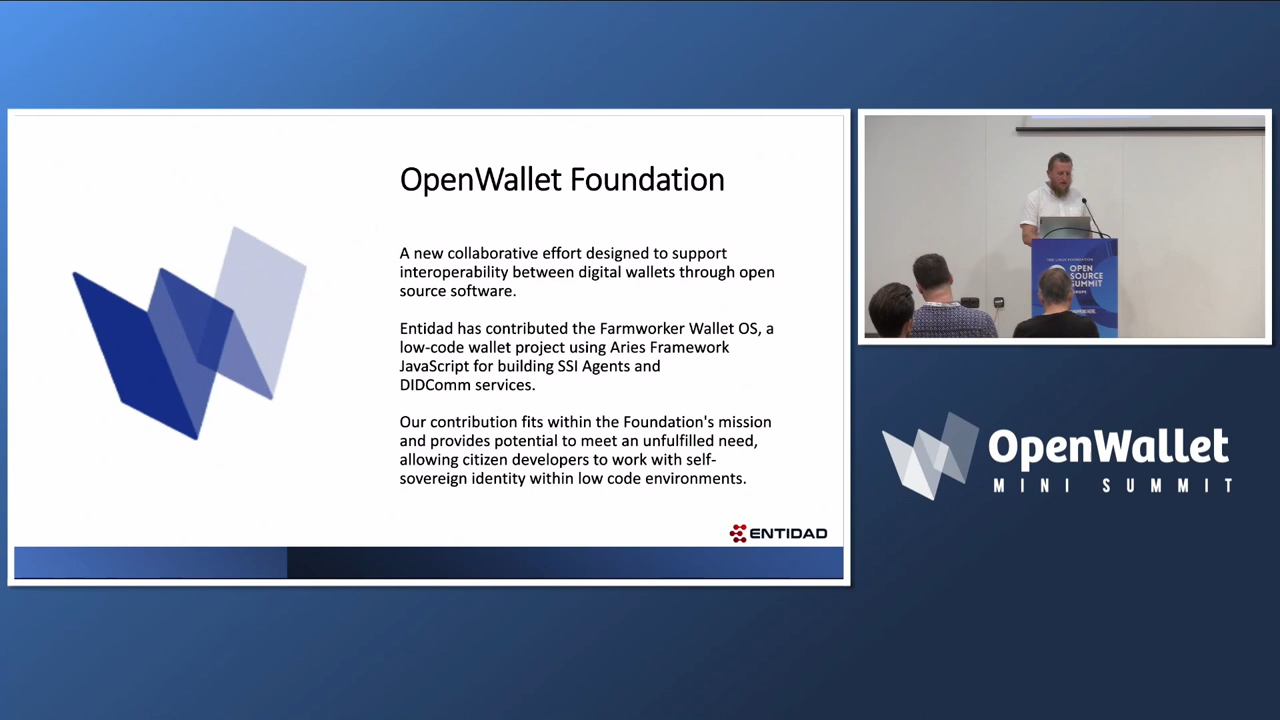 OpenWallet Foundation
A new collaborative effort designed to support
interoperability between digital wallets through open
source software.
Entidad has contributed the Farmworker Wallet OS, a
low-code wallet project using Aries Framework
JavaScript for building SSI Agents and
DIDComm services.
Our contribution fits within the Foundation's mission
and provides potential to meet an unfulfilled need,
allowing citizen developers to work with self-
sovereign identity within low code environments.
ENTIDAD
THE LINUX FOUNDATION
OPEN
SOURCE
SUMMIT
OpenWallet
MINI SUMMIT